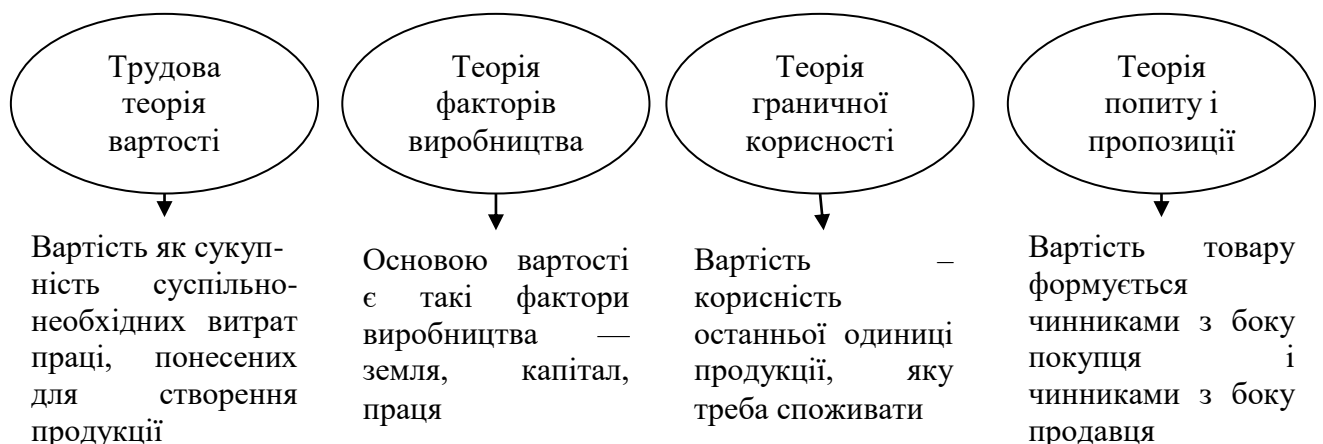 Трудова
теорія
вартості
Теорія
факторів
виробництва
Теорія
граничної
корисності
Теорія
попиту і
пропозиції
Вартість як сукуп-
ність суспільно-
необхідних витрат
праці, понесених
для створення
продукції
Основою вартості
є такі фактори
виробництва —
земля, капітал,
праця
Вартість –
корисність
останньої одиниці
продукції, яку
треба споживати
Вартість товару
формується
чинниками з боку
покупця і
чинниками з боку
продавця